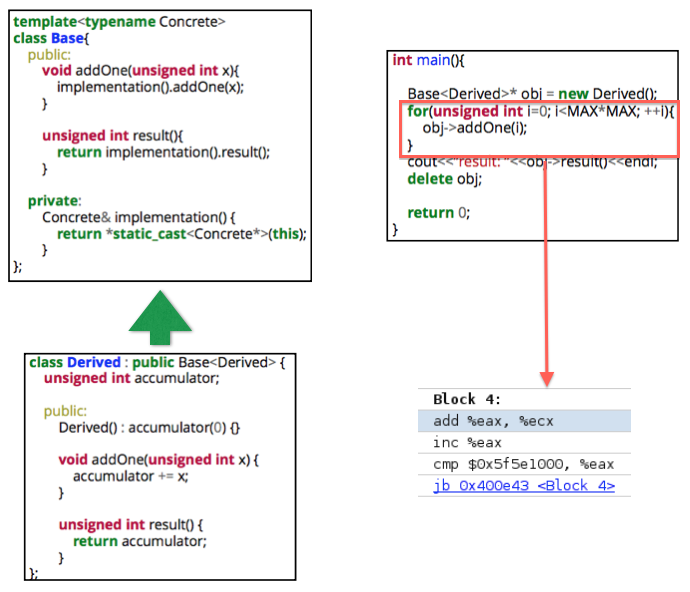 template<typename Concrete>
class Base{
public:
void addOne(unsigned int x){
implementation().addOne(x);
}
unsigned int result(){
return implementation().result();
}
private:
Concrete& implementation() {
return *static_cast<Concrete*>(this);
}
};
class Derived : public Base<Derived> {
unsigned int accumulator;
public:
Derived() : accumulator(0) {}
void addOne(unsigned int x) {
accumulator += x;
}
unsigned int result() {
return accumulator;
}
};
int main(){
Base<Derived>* obj = new Derived();
for(unsigned int i=0; i<MAX*MAX; ++i){
obj->addOne(i);
}
cout<<"result: "<<obj->result()<<endl;
delete obj;
return 0;
}
Block 4:
add %eax, %ecx
inc %eax
cmp $0x5f5e1000, %eax
jb 0x400e43 <Block 4>